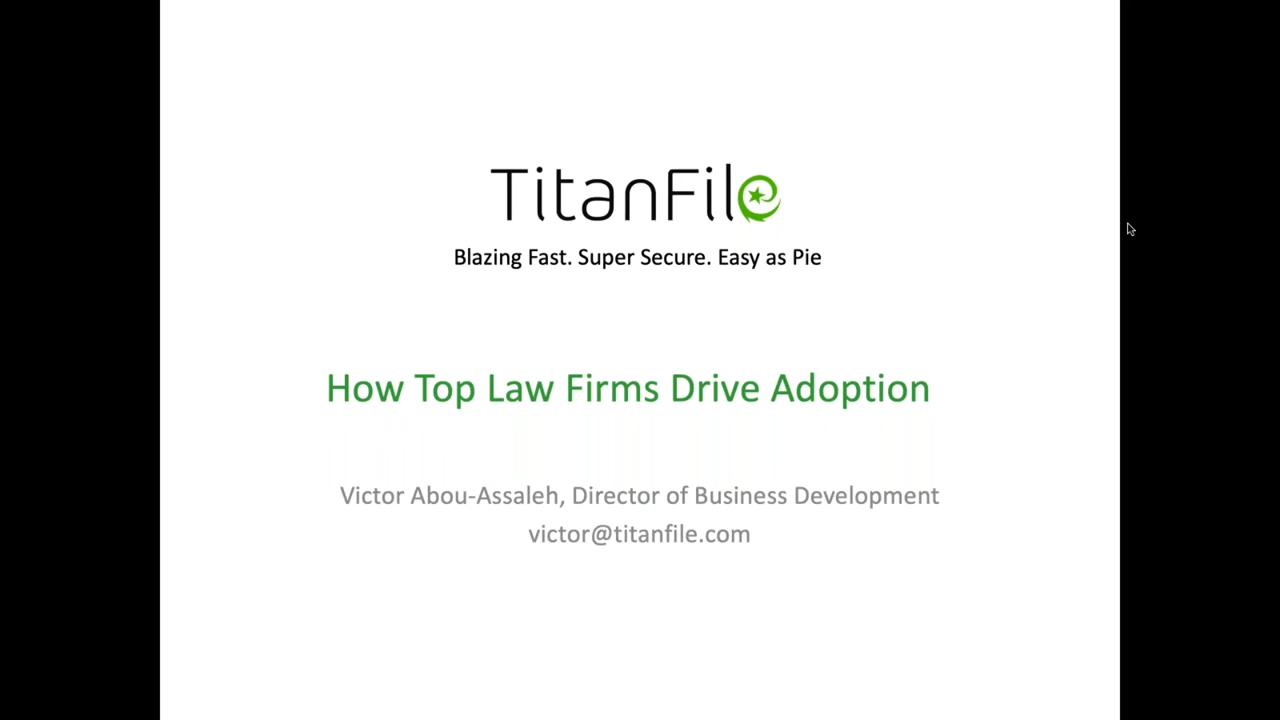 TitanFile
Blazing Fast. Super Secure. Easy as Pie
How Top Law Firms Drive Adoption
Victor Abou-Assaleh, Director of Business Development
victor@titanfile.com